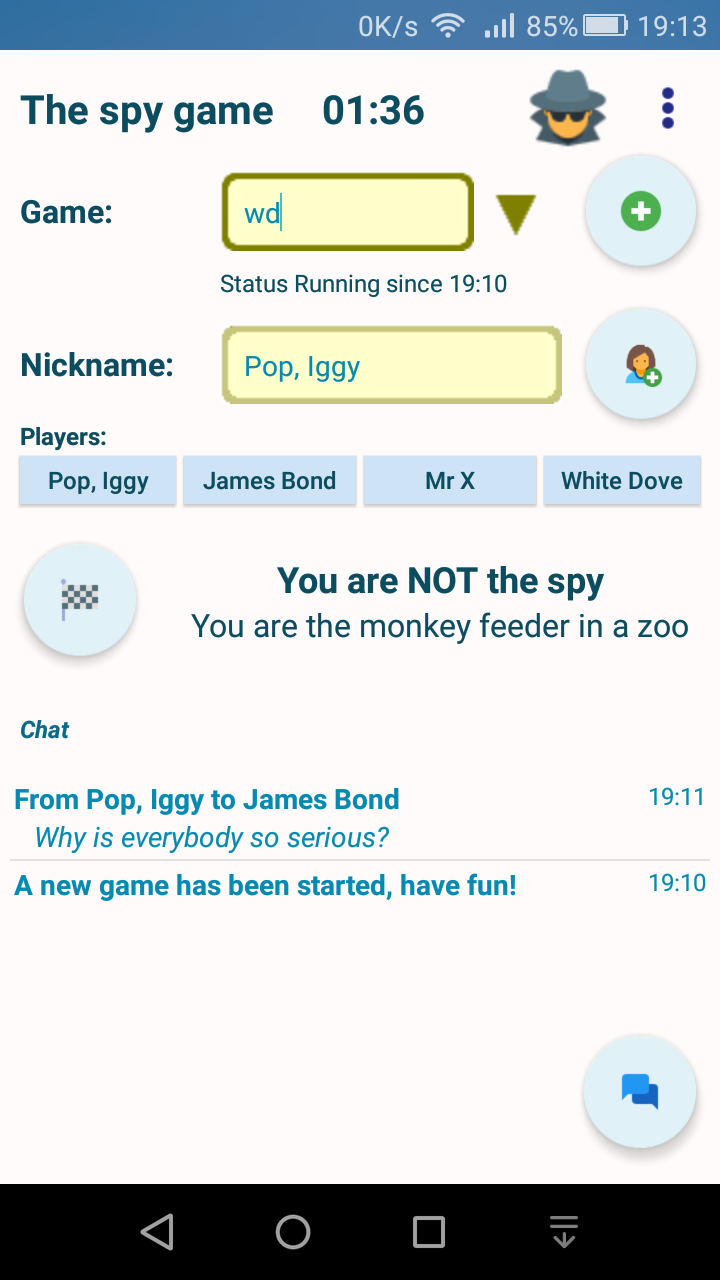 0K/s 85% 19:13
The spy game 01:36
Game: wd
Status Running since 19:10
Nickname: Pop, Iggy
Players:
Pop, Iggy James Bond Mr X White Dove
You are NOT the spy
You are the monkey feeder in a zoo
Chat
From Pop, Iggy to James Bond 19:11
Why is everybody so serious?
A new game has been started, have fun! 19:10